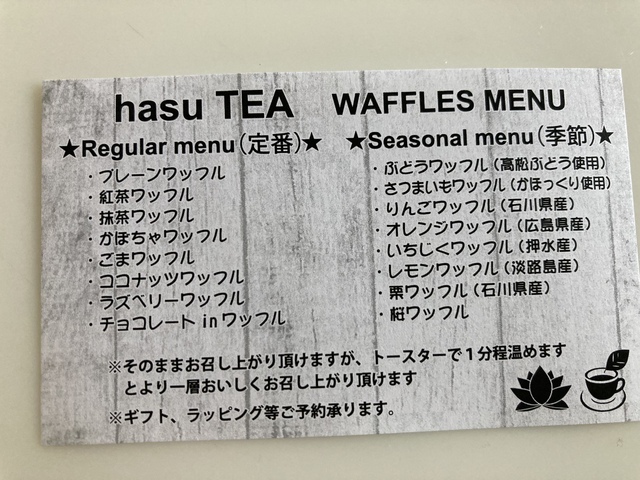 hasu TEA WAFFLES MENU
★Regular menu(定番)★
・プレーンワッフル
・紅茶ワッフル
・抹茶ワッフル
・かぼちゃワッフル
・ごまワッフル
・ココナッツワッフル
・ラズベリーワッフル
・チョコレート in ワッフル
★Seasonal menu(季節)★
・ぶどうワッフル(高松ぶどう使用)
・さつまいもワッフル(かほっくり使用)
・りんごワッフル(石川県産)
・オレンジワッフル(広島県産)
・いちじくワッフル(押水産)
・レモンワッフル(淡路島産)
・栗ワッフル(石川県産)
・桜ワッフル
※そのままお召し上がり頂けますが、トースターで1分程温めます
とより一層おいしくお召し上がり頂けます
※ギフト、ラッピング等ご予約承ります。